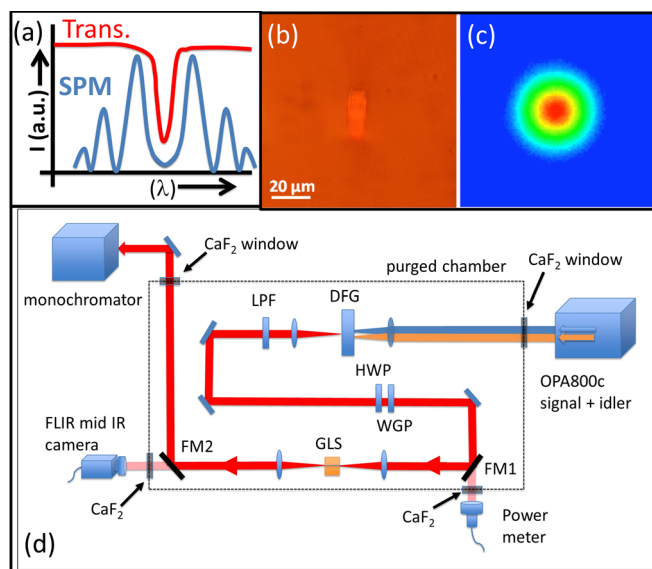 (a)
Trans.
SPM
I (a.u.)
(λ)
(b)
20 µm
(c)
CaF2 window
monochromator
purged chamber
CaF2 window
LPF
DFG
OPA800c
signal + idler
HWP
WGP
FLIR mid IR
camera
FM2
GLS
FM1
CaF2
CaF2
Power
meter
(d)